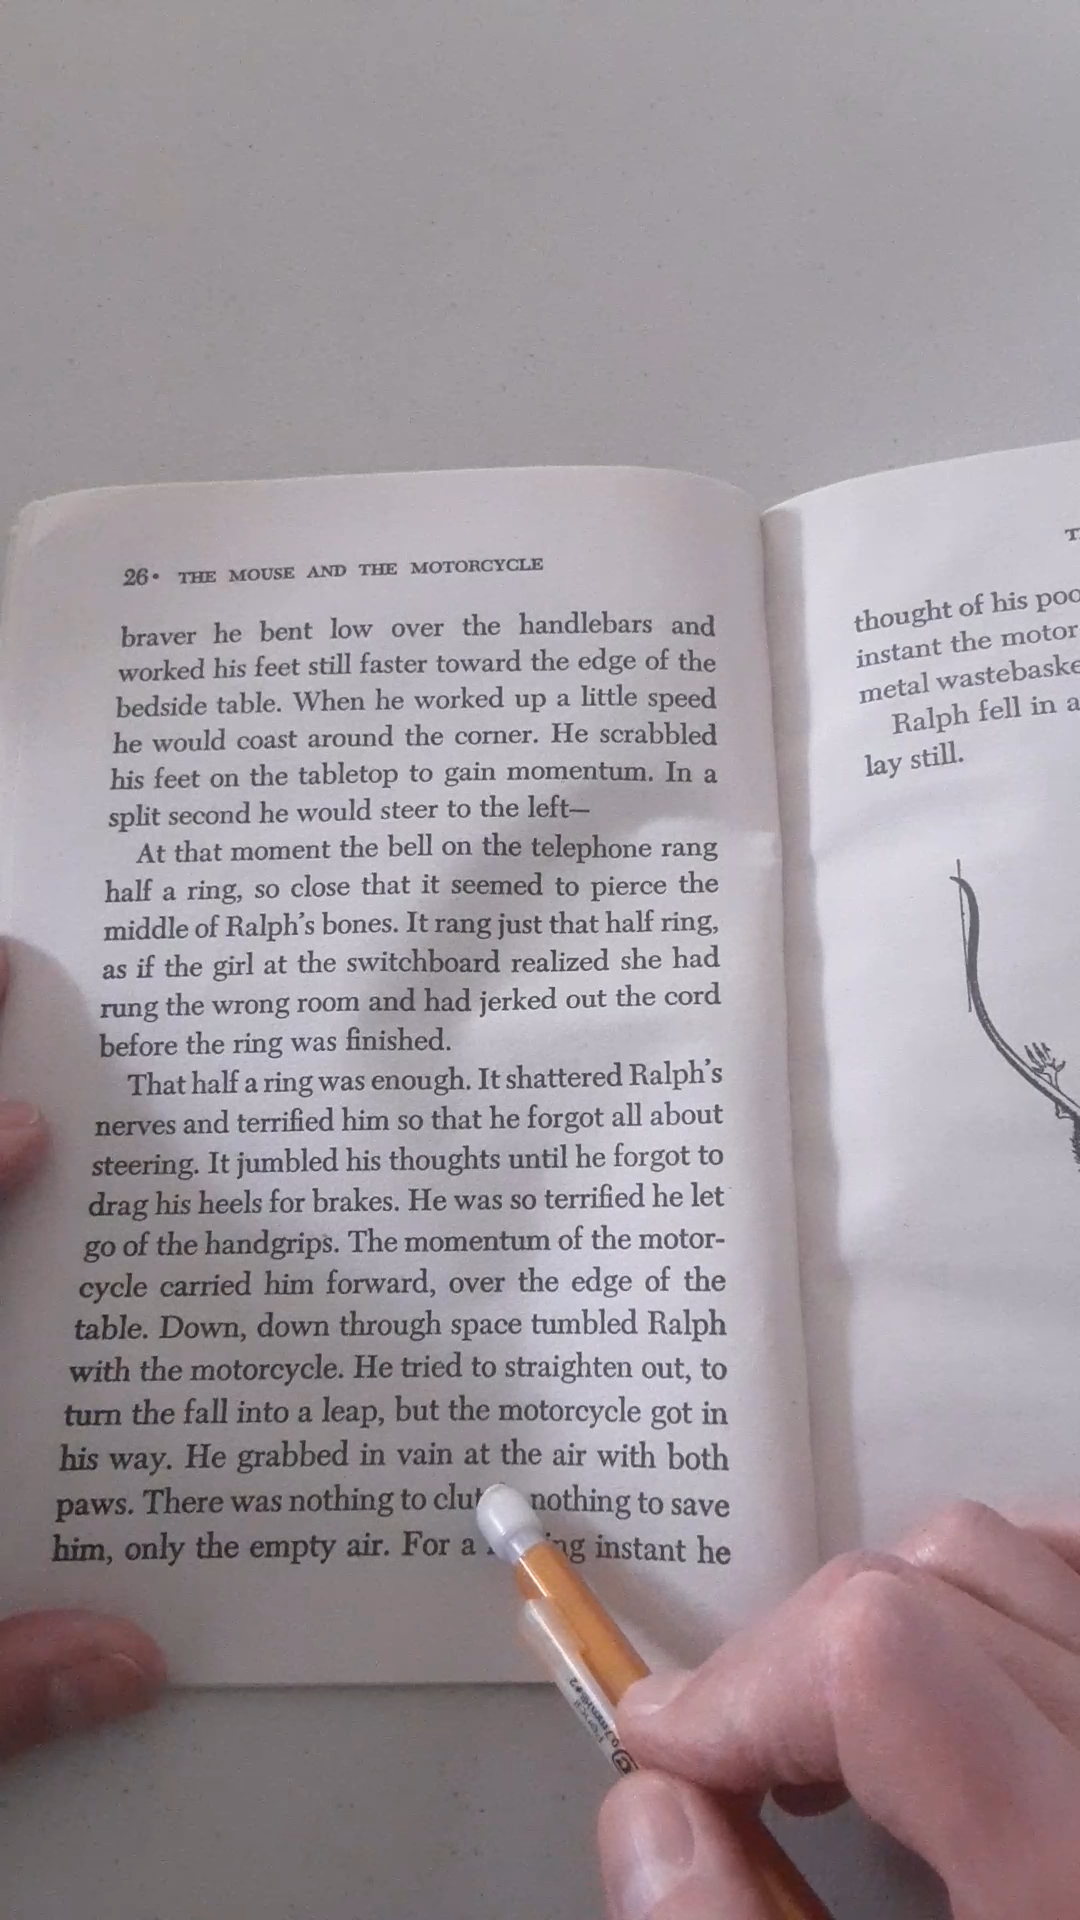 26• THE MOUSE AND THE MOTORCYCLE
braver he bent low over the handlebars and
worked his feet still faster toward the edge of the
bedside table. When he worked up a little speed
he would coast around the corner. He scrabbled
his feet on the tabletop to gain momentum. In a
split second he would steer to the left—
At that moment the bell on the telephone rang
half a ring, so close that it seemed to pierce the
middle of Ralph's bones. It rang just that half ring,
as if the girl at the switchboard realized she had
rung the wrong room and had jerked out the cord
before the ring was finished.
That half a ring was enough. It shattered Ralph's
nerves and terrified him so that he forgot all about
steering. It jumbled his thoughts until he forgot to
drag his heels for brakes. He was so terrified he let
go of the handgrips. The momentum of the motor-
cycle carried him forward, over the edge of the
table. Down, down through space tumbled Ralph
with the motorcycle. He tried to straighten out, to
turn the fall into a leap, but the motorcycle got in
his way. He grabbed in vain at the air with both
paws. There was nothing to nothing to save
him, only the empty air. For a instant he
thought of his
instant the motor
metal
Ralph fell in a
lay still.
0.7mm HB#2